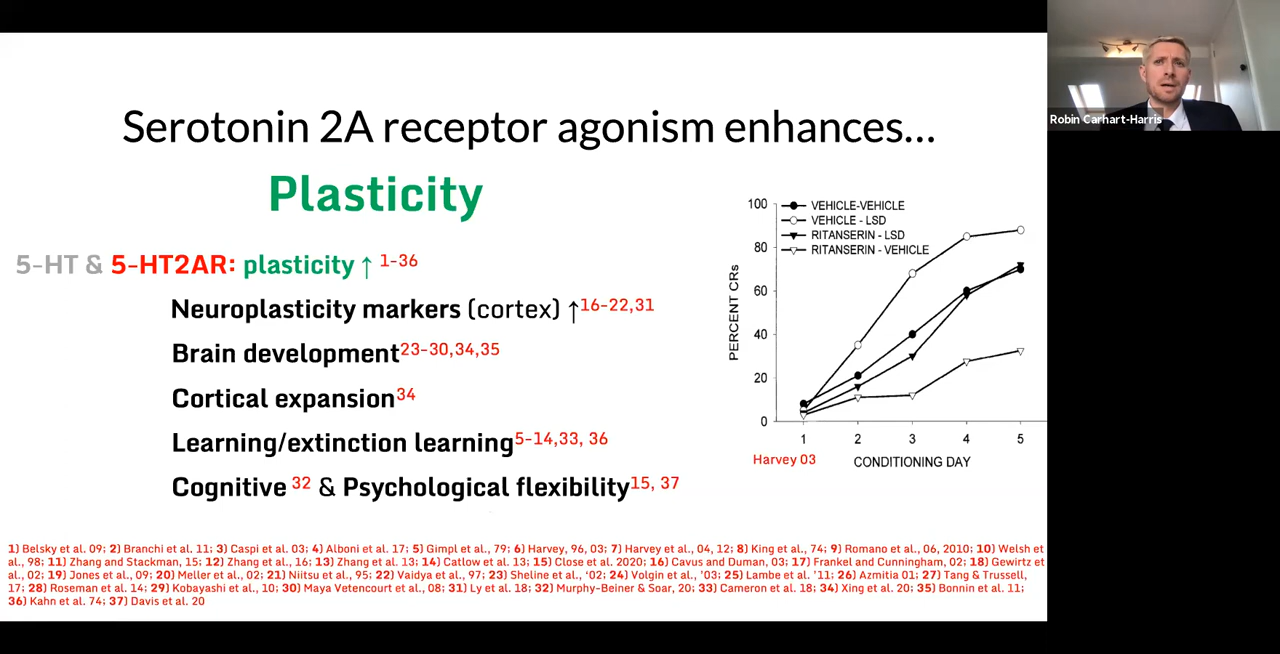 Serotonin 2A receptor agonism enhances...
Plasticity
5-HT & 5-HT2AR: plasticity ↑ 1-36
Neuroplasticity markers (cortex) ↑16-22,31
Brain development23-30,34,35
Cortical expansion34
Learning/extinction learning5-14,33, 36
Cognitive 32 & Psychological flexibility15, 37
100
80
60
40
20
0
PERCENT CRs
VEHICLE-VEHICLE
VEHICLE - LSD
RITANSERIN - LSD
RITANSERIN - VEHICLE
1 2 3 4 5
Harvey 03
CONDITIONING DAY
1) Belsky et al. 09; 2) Branchi et al. 11; 3) Caspi et al. 03; 4) Alboni et al. 17; 5) Gimpl et al., 79; 6) Harvey, 96, 03; 7) Harvey et al., 04, 12; 8) King et al., 74; 9) Romano et al., 06, 2010; 10) Welsh et
al., 98; 11) Zhang and Stackman, 15; 12) Zhang et al., 16; 13) Zhang et al. 13; 14) Catlow et al. 13; 15) Close et al. 2020; 16) Cavus and Duman, 03; 17) Frankel and Cunningham, 02; 18) Gewirtz et
al., 02; 19) Jones et al., 09; 20) Meller et al., 02; 21) Niitsu et al., 95; 22) Vaidya et al., 97; 23) Sheline et al., ‘02; 24) Volgin et al., ’03; 25) Lambe et al. ’11; 26) Azmitia 01; 27) Tang & Trussell,
17; 28) Roseman et al. 14; 29) Kobayashi et al., 10; 30) Maya Vetencourt et al., 08; 31) Ly et al. 18; 32) Murphy-Beiner & Soar, 20; 33) Cameron et al. 18; 34) Xing et al. 20; 35) Bonnin et al. 11;
36) Kahn et al. 74; 37) Davis et al. 20
Robin Carhart-Harris